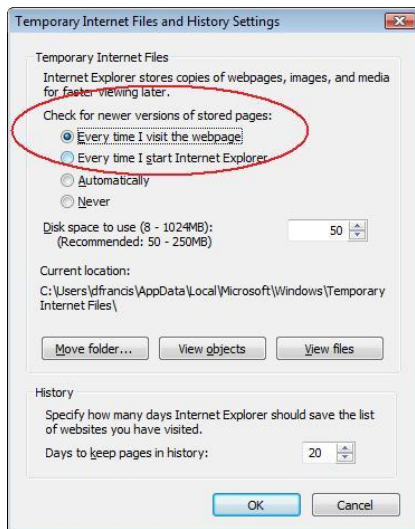 Temporary Internet Files and History Settings
Temporary Internet Files
Internet Explorer stores copies of webpages, images, and media
for faster viewing later.
Check for newer versions of stored pages:
Every time I visit the webpage
Every time I start Internet Explorer
Automatically
Never
Disk space to use (8 - 1024MB):
(Recommended: 50 - 250MB)
50
Current location:
C:\Users\dfrancis\AppData\Local\Microsoft\Windows\Temporary
Internet Files\
Move folder... View objects View files
History
Specify how many days Internet Explorer should save the list
of websites you have visited.
Days to keep pages in history: 20
OK Cancel